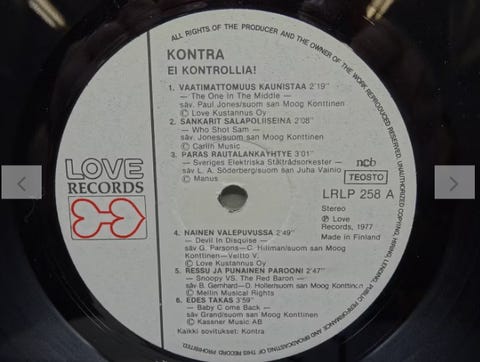 ALL RIGHTS OF THE PRODUCER AND THE OWNER OF THE WORK REPRODUCED RESERVED. UNAUTHORIZED COPYING, HIRING, LENDING, PUBLIC PERFORMANCE AND BROADCASTING OF THIS RECORD PROHIBITED.
KONTRA
EI KONTROLLIA!
1. VAATIMATTOMUUS KAUNISTAA 2'19"
— The One In The Middle —
säv. Paul Jones/suom san Moog Konttinen
© Love Kustannus Oy
2. SANKARIT SALAPOLIISEINA 2'08"
— Who Shot Sam —
säv. Jones/suom san Moog Konttinen
© Carlin Music
3. PARAS RAUTALANKAYHTYE 3'01"
— Sveriges Elektriska Ståltrådsorkester —
säv L. A. Söderberg/suom san Juha Vainio
© Manus
ncb
TEOSTO
LRLP 258 A
Stereo
℗ Love
Records, 1977
Made in Finland
LOVE
RECORDS
4. NAINEN VALEPUVUSSA 2'49"
— Devil In Disguise —
säv G. Parsons—C. Hillman/suom san Moog
Konttinen—Veltto V.
© Love Kustannus Oy
5. RESSU JA PUNAINEN PAROONI 2'47"
— Snoopy VS. The Red Baron —
säv B. Gernhard—D. Holler/suom san Moog Konttinen
© Mellin Musical Rights
6. EDES TAKAS 3'59"
— Baby Come Back —
säv Grand/suom san Moog Konttinen
© Kassner Music AB
Kaikki sovitukset: Kontra